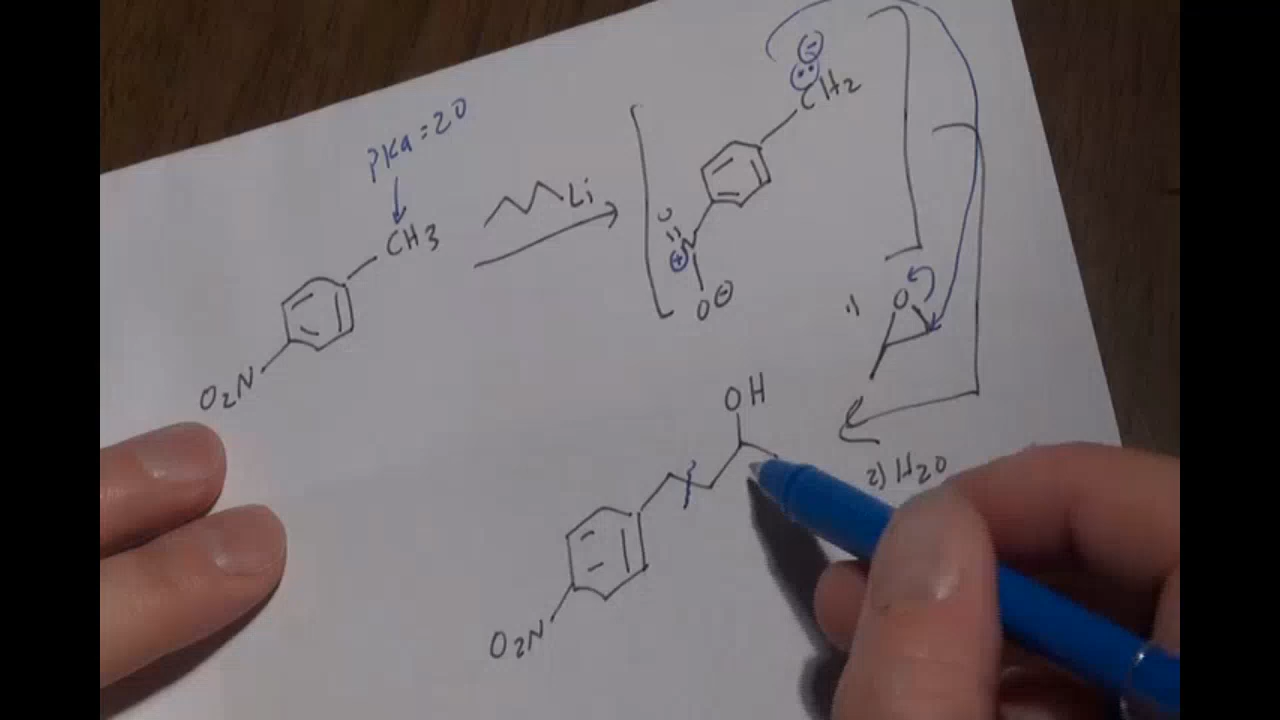 pKa=20
CH3
Li
O2N
⊖
CH2
O
⊕
O⊖
1)
O
2) H2O
OH
O2N